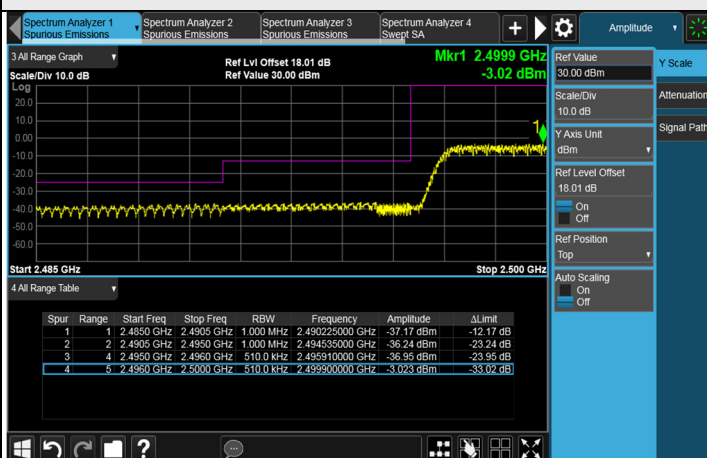 Spectrum Analyzer 1
Spurious Emissions
Spectrum Analyzer 2
Spurious Emissions
Spectrum Analyzer 3
Spurious Emissions
Spectrum Analyzer 4
Swept SA
Amplitude
3 All Range Graph
Scale/Div 10.0 dB
Ref Lvl Offset 18.01 dB
Ref Value 30.00 dBm
Mkr1 2.4999 GHz
-3.02 dBm
Log
20.0
10.0
0.00
-10.0
-20.0
-30.0
-40.0
-50.0
-60.0
1
Start 2.485 GHz
Stop 2.500 GHz
4 All Range Table
Spur Range Start Freq Stop Freq RBW Frequency Amplitude ΔLimit
1 1 2.4850 GHz 2.4905 GHz 1.000 MHz 2.490225000 GHz -37.17 dBm -12.17 dB
2 2 2.4905 GHz 2.4950 GHz 1.000 MHz 2.494535000 GHz -36.24 dBm -23.24 dB
3 4 2.4950 GHz 2.4960 GHz 510.0 kHz 2.495910000 GHz -36.95 dBm -23.95 dB
4 5 2.4960 GHz 2.5000 GHz 510.0 kHz 2.499900000 GHz -3.023 dBm -33.02 dB
Ref Value
30.00 dBm
Scale/Div
10.0 dB
Y Axis Unit
dBm
Ref Level Offset
18.01 dB
On
Off
Ref Position
Top
Auto Scaling
On
Off
Y Scale
Attenuation
Signal Path
?